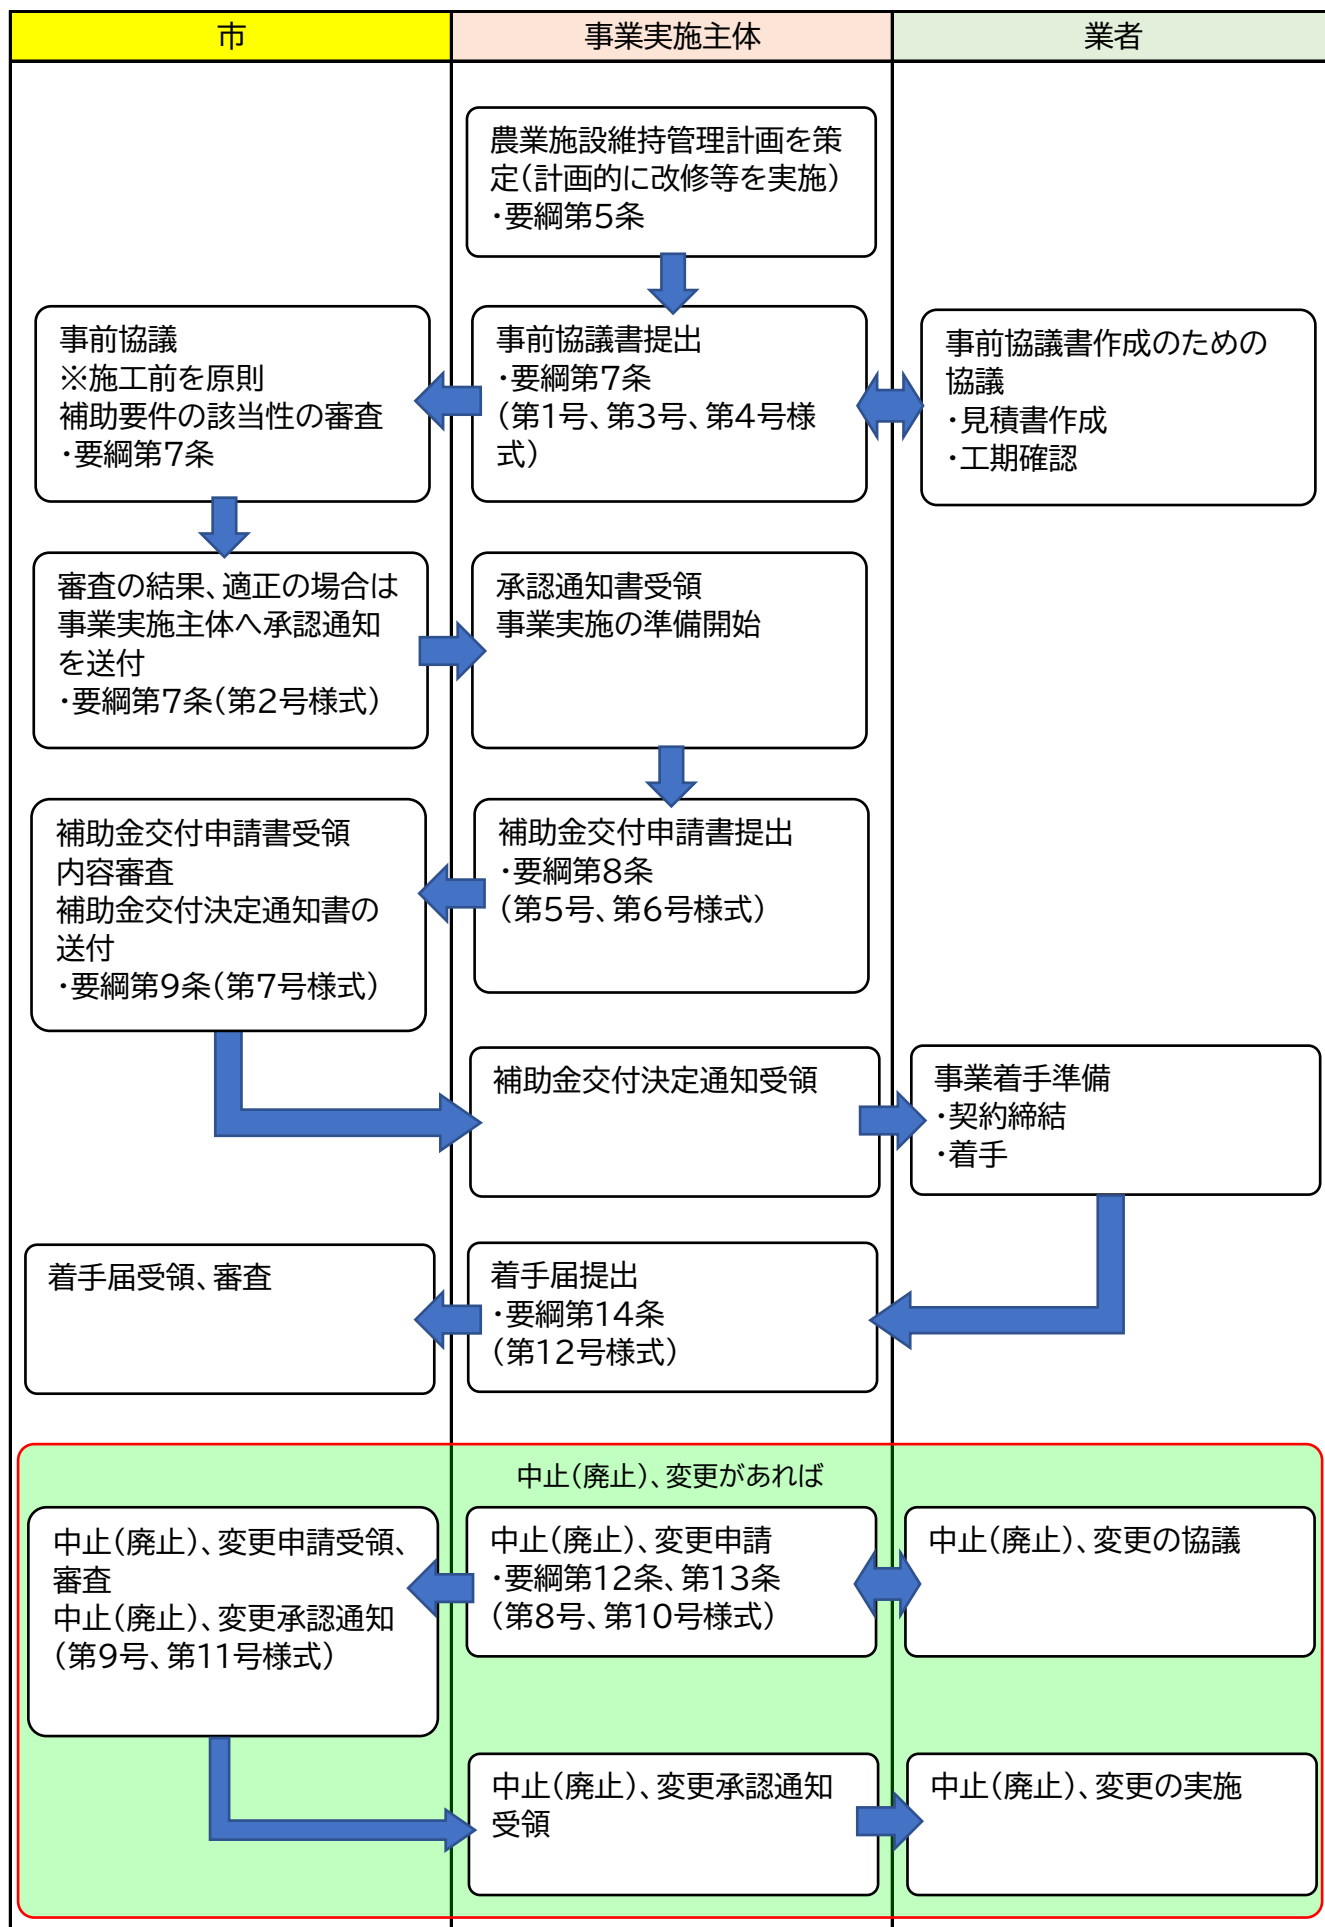 市
事業実施主体
業者
農業施設維持管理計画を策
定（計画的に改修等を実施）
・要綱第5条
事前協議
※施工前を原則
補助要件の該当性の審査
・要綱第7条
事前協議書提出
・要綱第7条
（第1号、第3号、第4号様
式）
事前協議書作成のための
協議
・見積書作成
・工期確認
審査の結果、適正の場合は
事業実施主体へ承認通知
を送付
・要綱第7条（第2号様式）
承認通知書受領
事業実施の準備開始
補助金交付申請書受領
内容審査
補助金交付決定通知書の
送付
・要綱第9条（第7号様式）
補助金交付申請書提出
・要綱第8条
（第5号、第6号様式）
補助金交付決定通知受領
事業着手準備
・契約締結
・着手
着手届受領、審査
着手届提出
・要綱第14条
（第12号様式）
中止（廃止）、変更があれば
中止（廃止）、変更申請受領、
審査
中止（廃止）、変更承認通知
（第9号、第11号様式）
中止（廃止）、変更申請
・要綱第12条、第13条
（第8号、第10号様式）
中止（廃止）、変更の協議
中止（廃止）、変更承認通知
受領
中止（廃止）、変更の実施